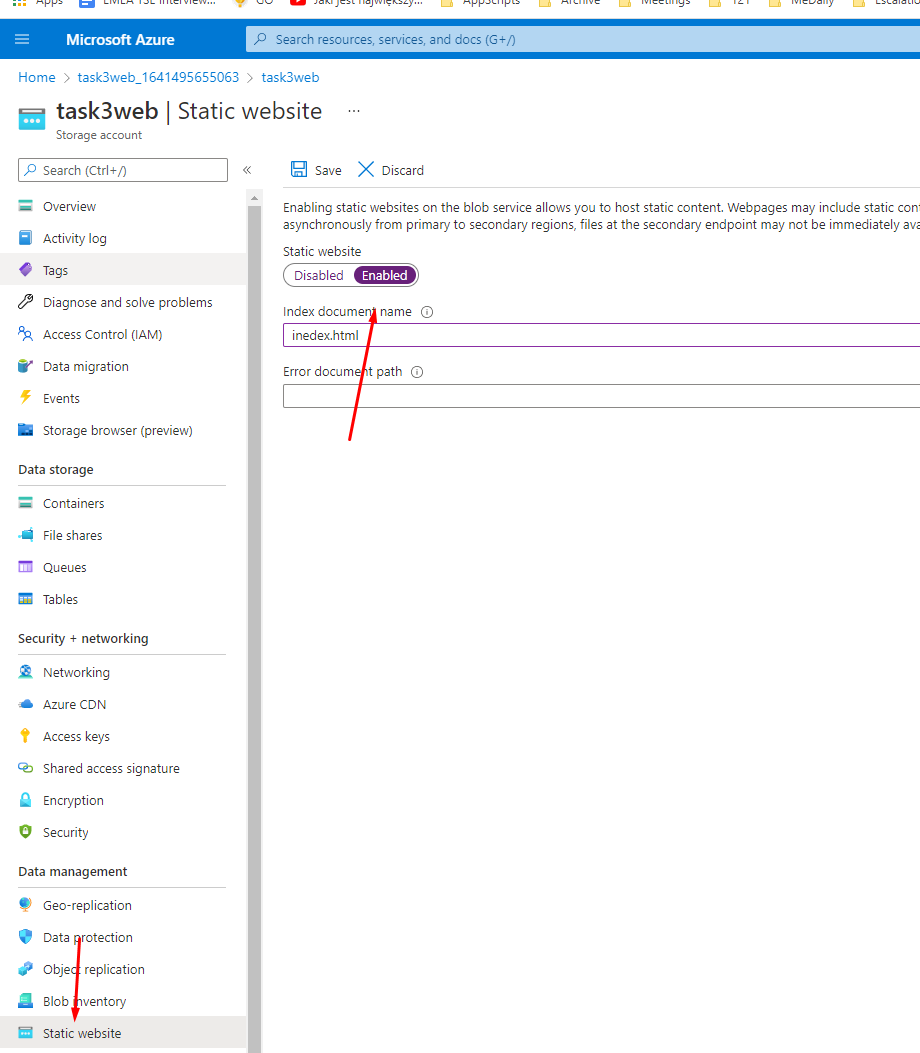 Apps EMEA TSE Interview... GO Jaki jest największy... AppScripts Archive Meetings 121 MeDaily
Microsoft Azure
Search resources, services, and docs (G+/)
Home > task3web_1641495655063 > task3web
task3web | Static website ...
Storage account
Search (Ctrl+/)
«
Save
Discard
Overview
Activity log
Tags
Diagnose and solve problems
Access Control (IAM)
Data migration
Events
Storage browser (preview)
Data storage
Containers
File shares
Queues
Tables
Security + networking
Networking
Azure CDN
Access keys
Shared access signature
Encryption
Security
Data management
Geo-replication
Data protection
Object replication
Blob inventory
Static website
Enabling static websites on the blob service allows you to host static content. Webpages may include static con
asynchronously from primary to secondary regions, files at the secondary endpoint may not be immediately ava
Static website
Disabled Enabled
Index document name
inedex.html
Error document path